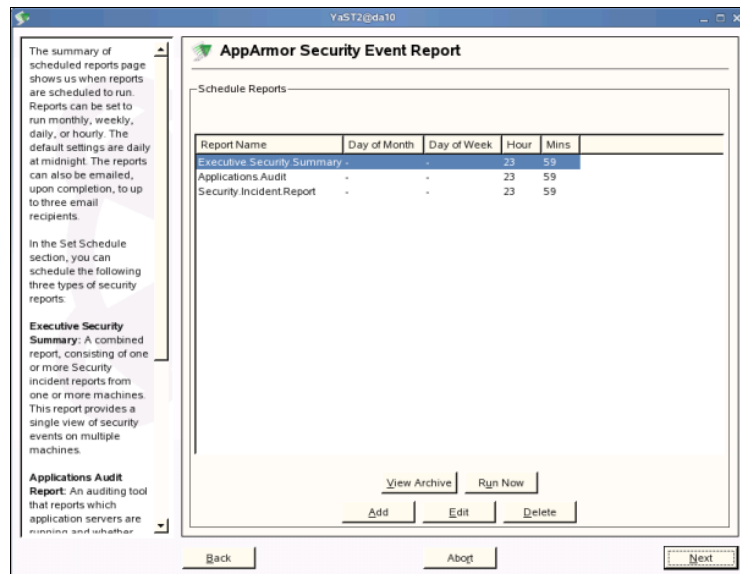 YaST2@da10
The summary of
scheduled reports page
shows us when reports
are scheduled to run.
Reports can be set to
run monthly, weekly,
daily, or hourly. The
default settings are daily
at midnight. The reports
can also be emailed,
upon completion, to up
to three email
recipients.
In the Set Schedule
section, you can
schedule the following
three types of security
reports:
Executive Security
Summary: A combined
report, consisting of one
or more Security
incident reports from
one or more machines.
This report provides a
single view of security
events on multiple
machines.
Applications Audit
Report: An auditing tool
that reports which
application servers are
running and whether
AppArmor Security Event Report
Schedule Reports
Report Name Day of Month Day of Week Hour Mins
Executive Security Summary - - 23 59
Applications.Audit - - 23 59
Security.Incident.Report - - 23 59
View Archive Run Now
Add Edit Delete
Back Abort Next